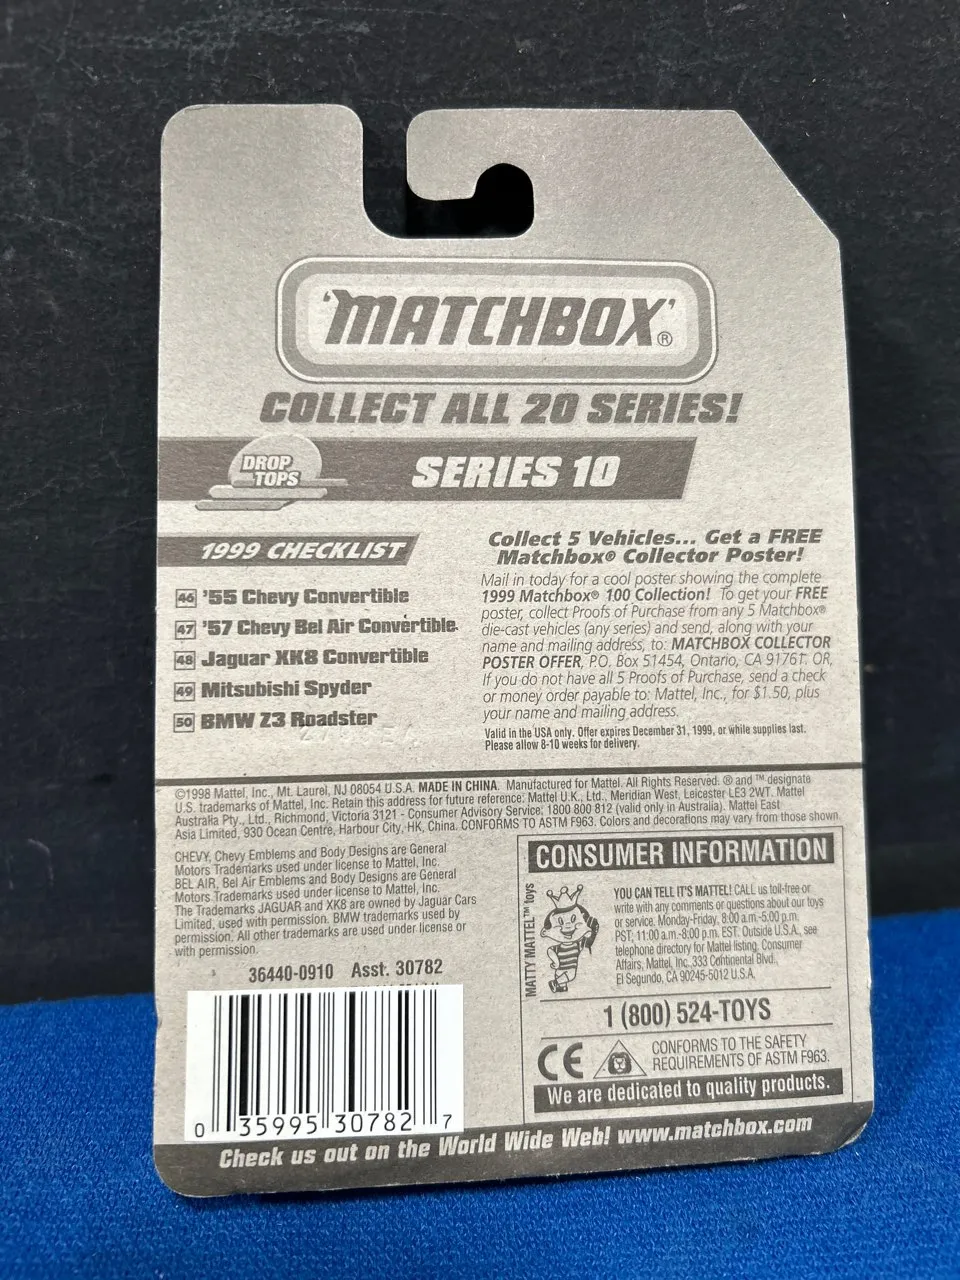 'MATCHBOX'®
COLLECT ALL 20 SERIES!
DROP
TOPS
SERIES 10
1999 CHECKLIST
46 '55 Chevy Convertible
47 '57 Chevy Bel Air Convertible
48 Jaguar XK8 Convertible
49 Mitsubishi Spyder
50 BMW Z3 Roadster
Collect 5 Vehicles... Get a FREE
Matchbox® Collector Poster!
Mail in today for a cool poster showing the complete
1999 Matchbox® 100 Collection! To get your FREE
poster, collect Proofs of Purchase from any 5 Matchbox®
die-cast vehicles (any series) and send, along with your
name and mailing address, to: MATCHBOX COLLECTOR
POSTER OFFER, P.O. Box 51454, Ontario, CA 91761. OR,
If you do not have all 5 Proofs of Purchase, send a check
or money order payable to: Mattel, Inc., for $1.50, plus
your name and mailing address.
Valid in the USA only. Offer expires December 31, 1999, or while supplies last.
Please allow 8-10 weeks for delivery.
©1998 Mattel, Inc., Mt. Laurel, NJ 08054 U.S.A. MADE IN CHINA. Manufactured for Mattel. All Rights Reserved. ® and ™ designate
U.S. trademarks of Mattel, Inc. Retain this address for future reference: Mattel U.K., Ltd., Meridian West, Leicester LE3 2WT. Mattel
Australia Pty., Ltd., Richmond, Victoria 3121 - Consumer Advisory Service; 1800 800 812 (valid only in Australia). Mattel East
Asia Limited, 930 Ocean Centre, Harbour City, HK, China. CONFORMS TO ASTM F963. Colors and decorations may vary from those shown.
CHEVY, Chevy Emblems and Body Designs are General
Motors Trademarks used under license to Mattel, Inc.
BEL AIR, Bel Air Emblems and Body Designs are General
Motors Trademarks used under license to Mattel, Inc.
The Trademarks JAGUAR and XK8 are owned by Jaguar Cars
Limited, used with permission. BMW trademarks used by
permission. All other trademarks are used under license or
with permission.
36440-0910 Asst. 30782
0 35995 30782 7
CONSUMER INFORMATION
MATTY MATTEL™ toys
YOU CAN TELL IT'S MATTEL! CALL us toll-free or
write with any comments or questions about our toys
or service. Monday-Friday, 8:00 a.m.-5:00 p.m.
PST; 11:00 a.m.-8:00 p.m. EST. Outside U.S.A., see
telephone directory for Mattel listing. Consumer
Affairs, Mattel, Inc. 333 Continental Blvd.,
El Segundo, CA 90245-5012 U.S.A.
1 (800) 524-TOYS
CE
CONFORMS TO THE SAFETY
REQUIREMENTS OF ASTM F963.
We are dedicated to quality products.
Check us out on the World Wide Web! www.matchbox.com